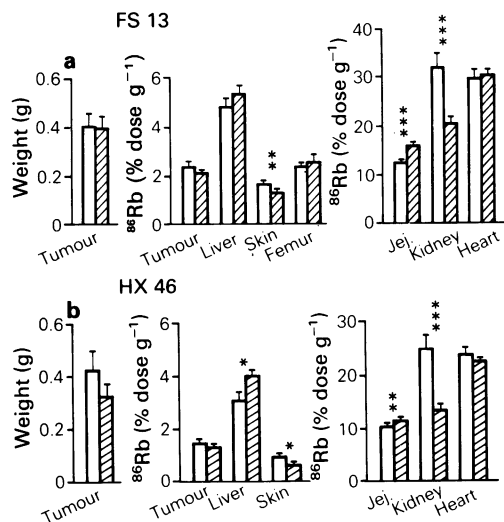 FS 13
a
Weight (g)
0.6
0.4
0.2
0
Tumour
⁸⁶Rb (% dose g⁻¹)
6
4
2
0
**
Tumour
Liver
Skin
Femur
⁸⁶Rb (% dose g⁻¹)
40
30
20
10
0
***
***
Jej.
Kidney
Heart
HX 46
b
Weight (g)
0.6
0.4
0.2
0
Tumour
⁸⁶Rb (% dose g⁻¹)
6
4
2
0
*
*
Tumour
Liver
Skin
⁸⁶Rb (% dose g⁻¹)
30
20
10
0
**
***
Jej.
Kidney
Heart